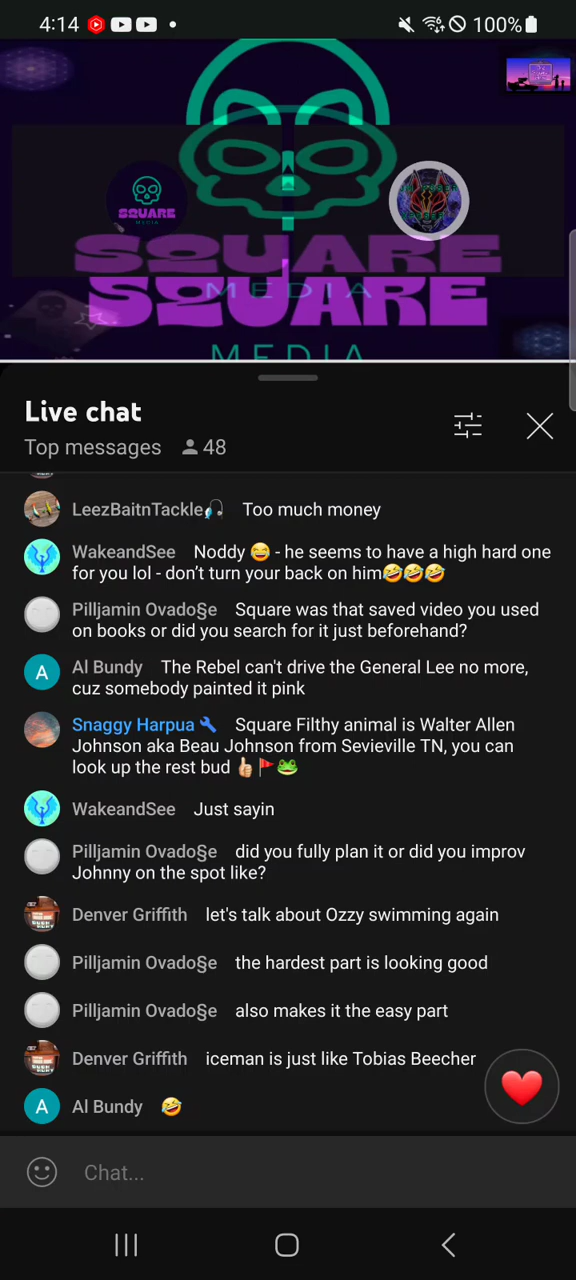 4:14
100%
SQUARE
MEDIA
SQUARE
SQUARE
MEDIA
MEDIA
Live chat
Top messages 48
LeezBaitnTackle🎣 Too much money
WakeandSee Noddy 😂 - he seems to have a high hard one
for you lol - don't turn your back on him🤣🤣🤣
Pilljamin Ovado§e Square was that saved video you used
on books or did you search for it just beforehand?
A Al Bundy The Rebel can't drive the General Lee no more,
cuz somebody painted it pink
Snaggy Harpua 🔧 Square Filthy animal is Walter Allen
Johnson aka Beau Johnson from Sevieville TN, you can
look up the rest bud 👍🏻🚩🐸
WakeandSee Just sayin
Pilljamin Ovado§e did you fully plan it or did you improv
Johnny on the spot like?
Denver Griffith let's talk about Ozzy swimming again
Pilljamin Ovado§e the hardest part is looking good
Pilljamin Ovado§e also makes it the easy part
Denver Griffith iceman is just like Tobias Beecher
A Al Bundy 🤣
Chat...